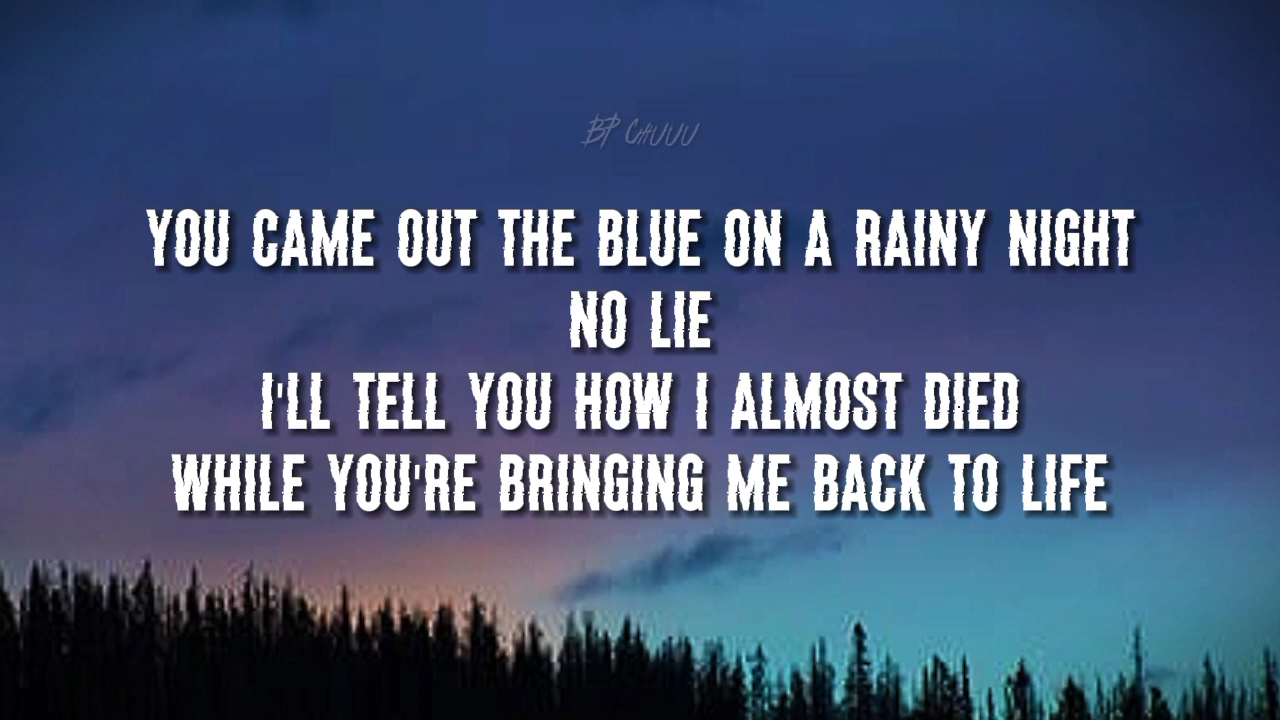 BP CHUUU
YOU CAME OUT THE BLUE ON A RAINY NIGHT
NO LIE
I'LL TELL YOU HOW I ALMOST DIED
WHILE YOU'RE BRINGING ME BACK TO LIFE